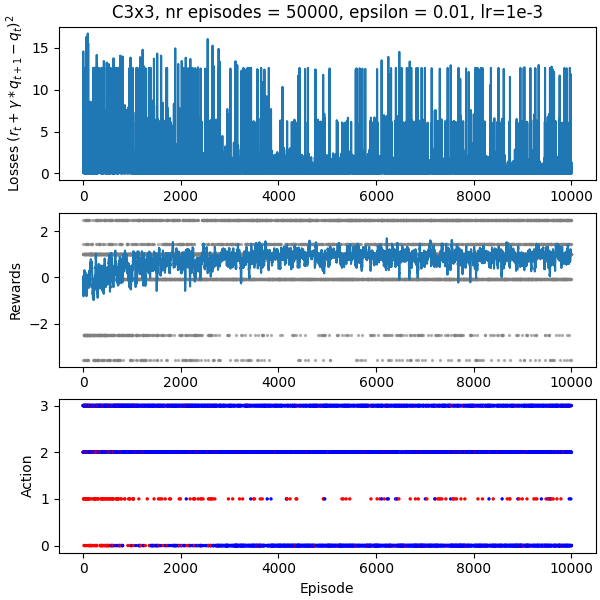 C3x3, nr episodes = 50000, epsilon = 0.01, lr=1e-3
Losses $(r_t + \gamma * q_{t+1} - q_t)^2$
15
10
5
0
0 2000 4000 6000 8000 10000
Rewards
2
0
−2
0 2000 4000 6000 8000 10000
Action
3
2
1
0
0 2000 4000 6000 8000 10000
Episode